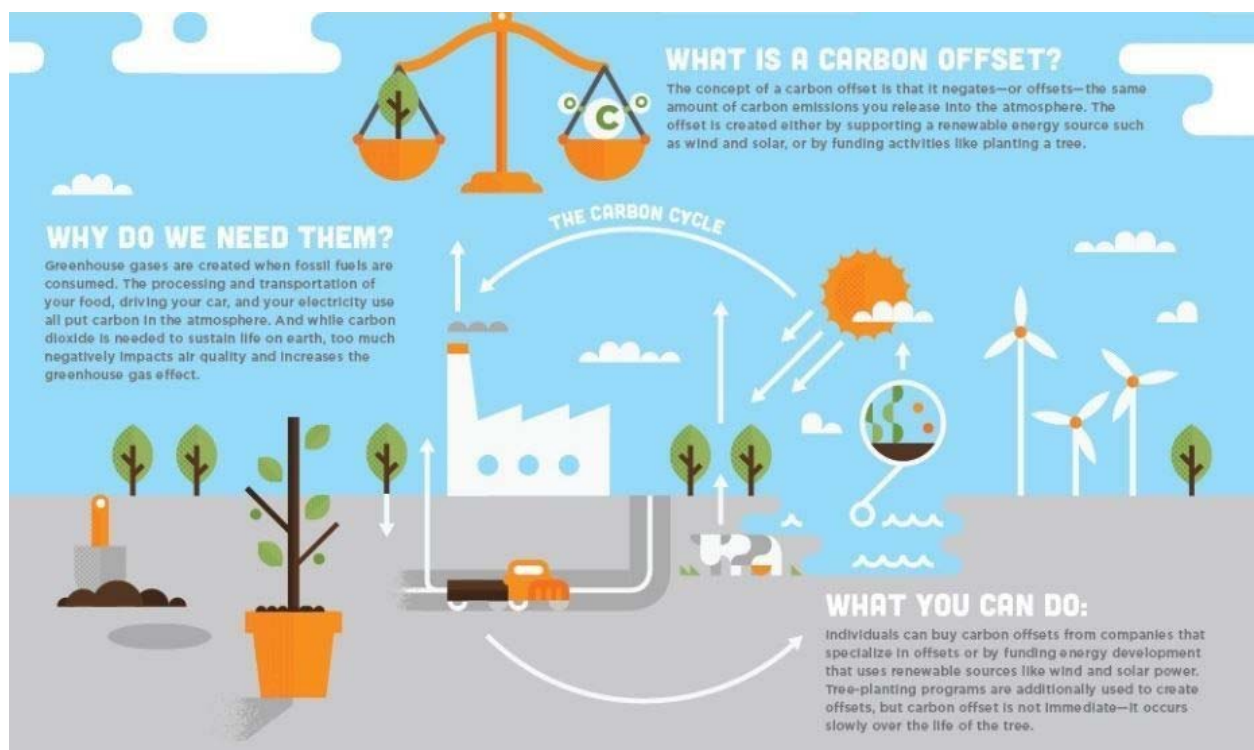 WHAT IS A CARBON OFFSET?
The concept of a carbon offset is that it negates—or offsets—the same
amount of carbon emissions you release into the atmosphere. The
offset is created either by supporting a renewable energy source such
as wind and solar, or by funding activities like planting a tree.
C
THE CARBON CYCLE
WHY DO WE NEED THEM?
Greenhouse gases are created when fossil fuels are
consumed. The processing and transportation of
your food, driving your car, and your electricity use
all put carbon in the atmosphere. And while carbon
dioxide is needed to sustain life on earth, too much
negatively impacts air quality and increases the
greenhouse gas effect.
WHAT YOU CAN DO:
Individuals can buy carbon offsets from companies that
specialize in offsets or by funding energy development
that uses renewable sources like wind and solar power.
Tree-planting programs are additionally used to create
offsets, but carbon offset is not immediate—it occurs
slowly over the life of the tree.